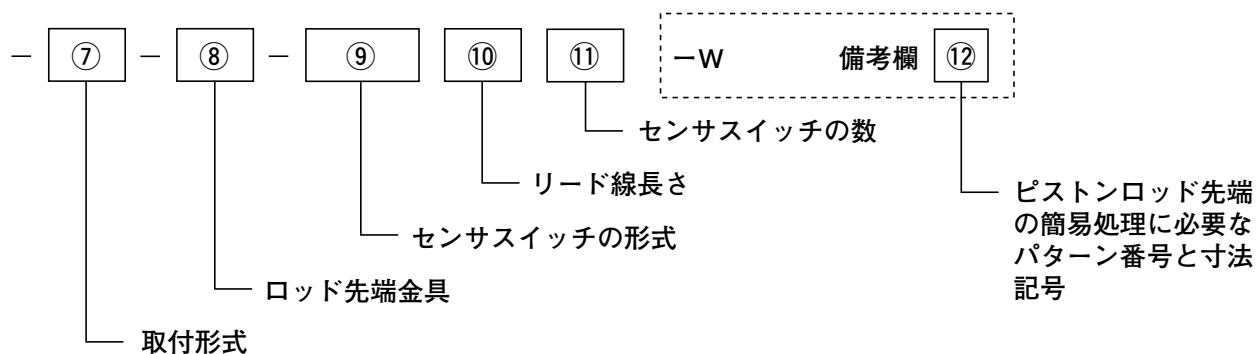 － ⑦ － ⑧ － ⑨ ⑩ ⑪ －W 備考欄 ⑫
センサスイッチの数
リード線長さ
センサスイッチの形式
ロッド先端金具
取付形式
ピストンロッド先端
の簡易処理に必要な
パターン番号と寸法
記号